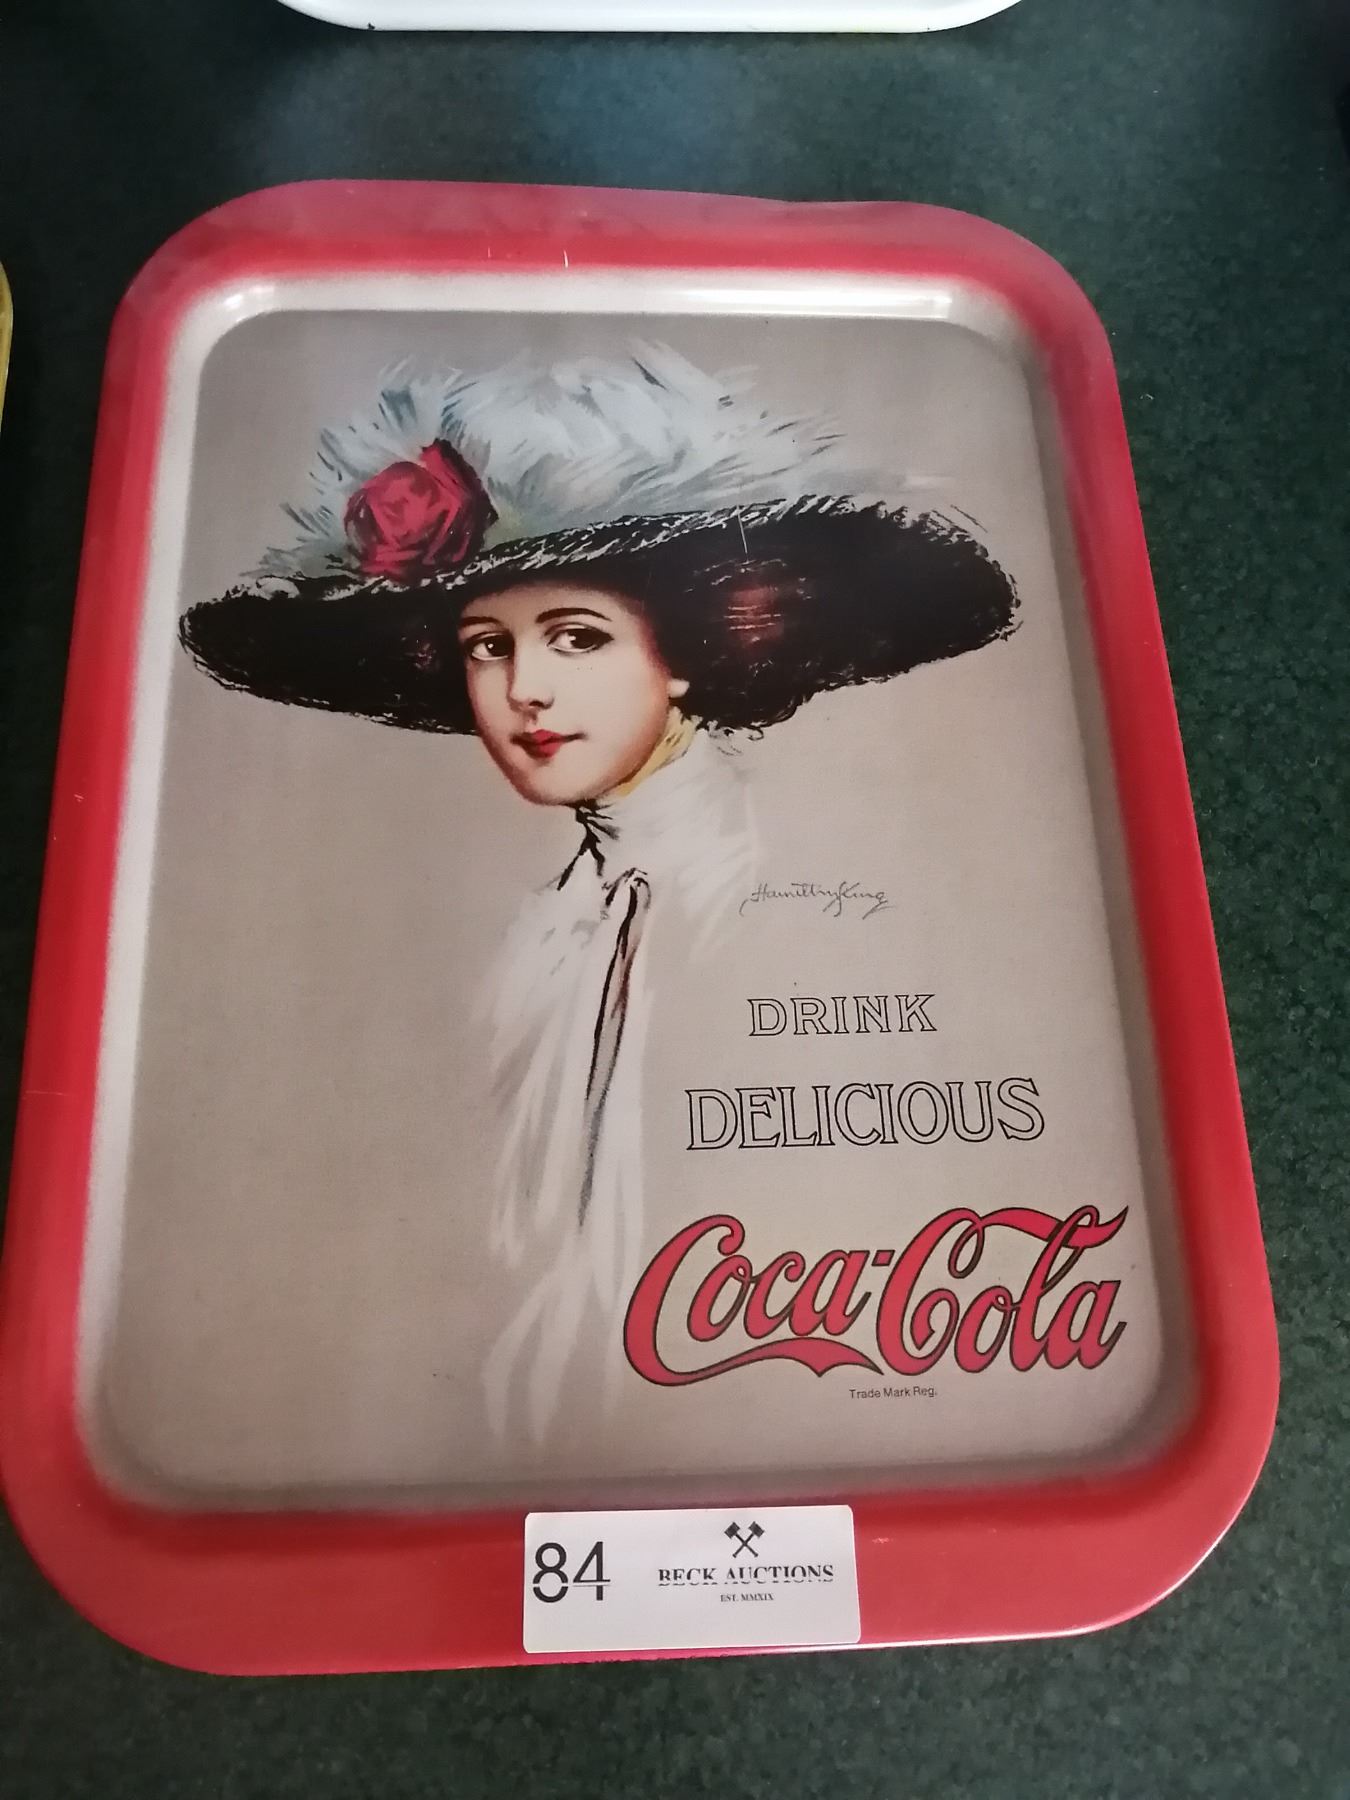 Hamilton King
DRINK
DELICIOUS
Coca-Cola
Trade Mark Reg.
84
BECK AUCTIONS
EST. MMXIX